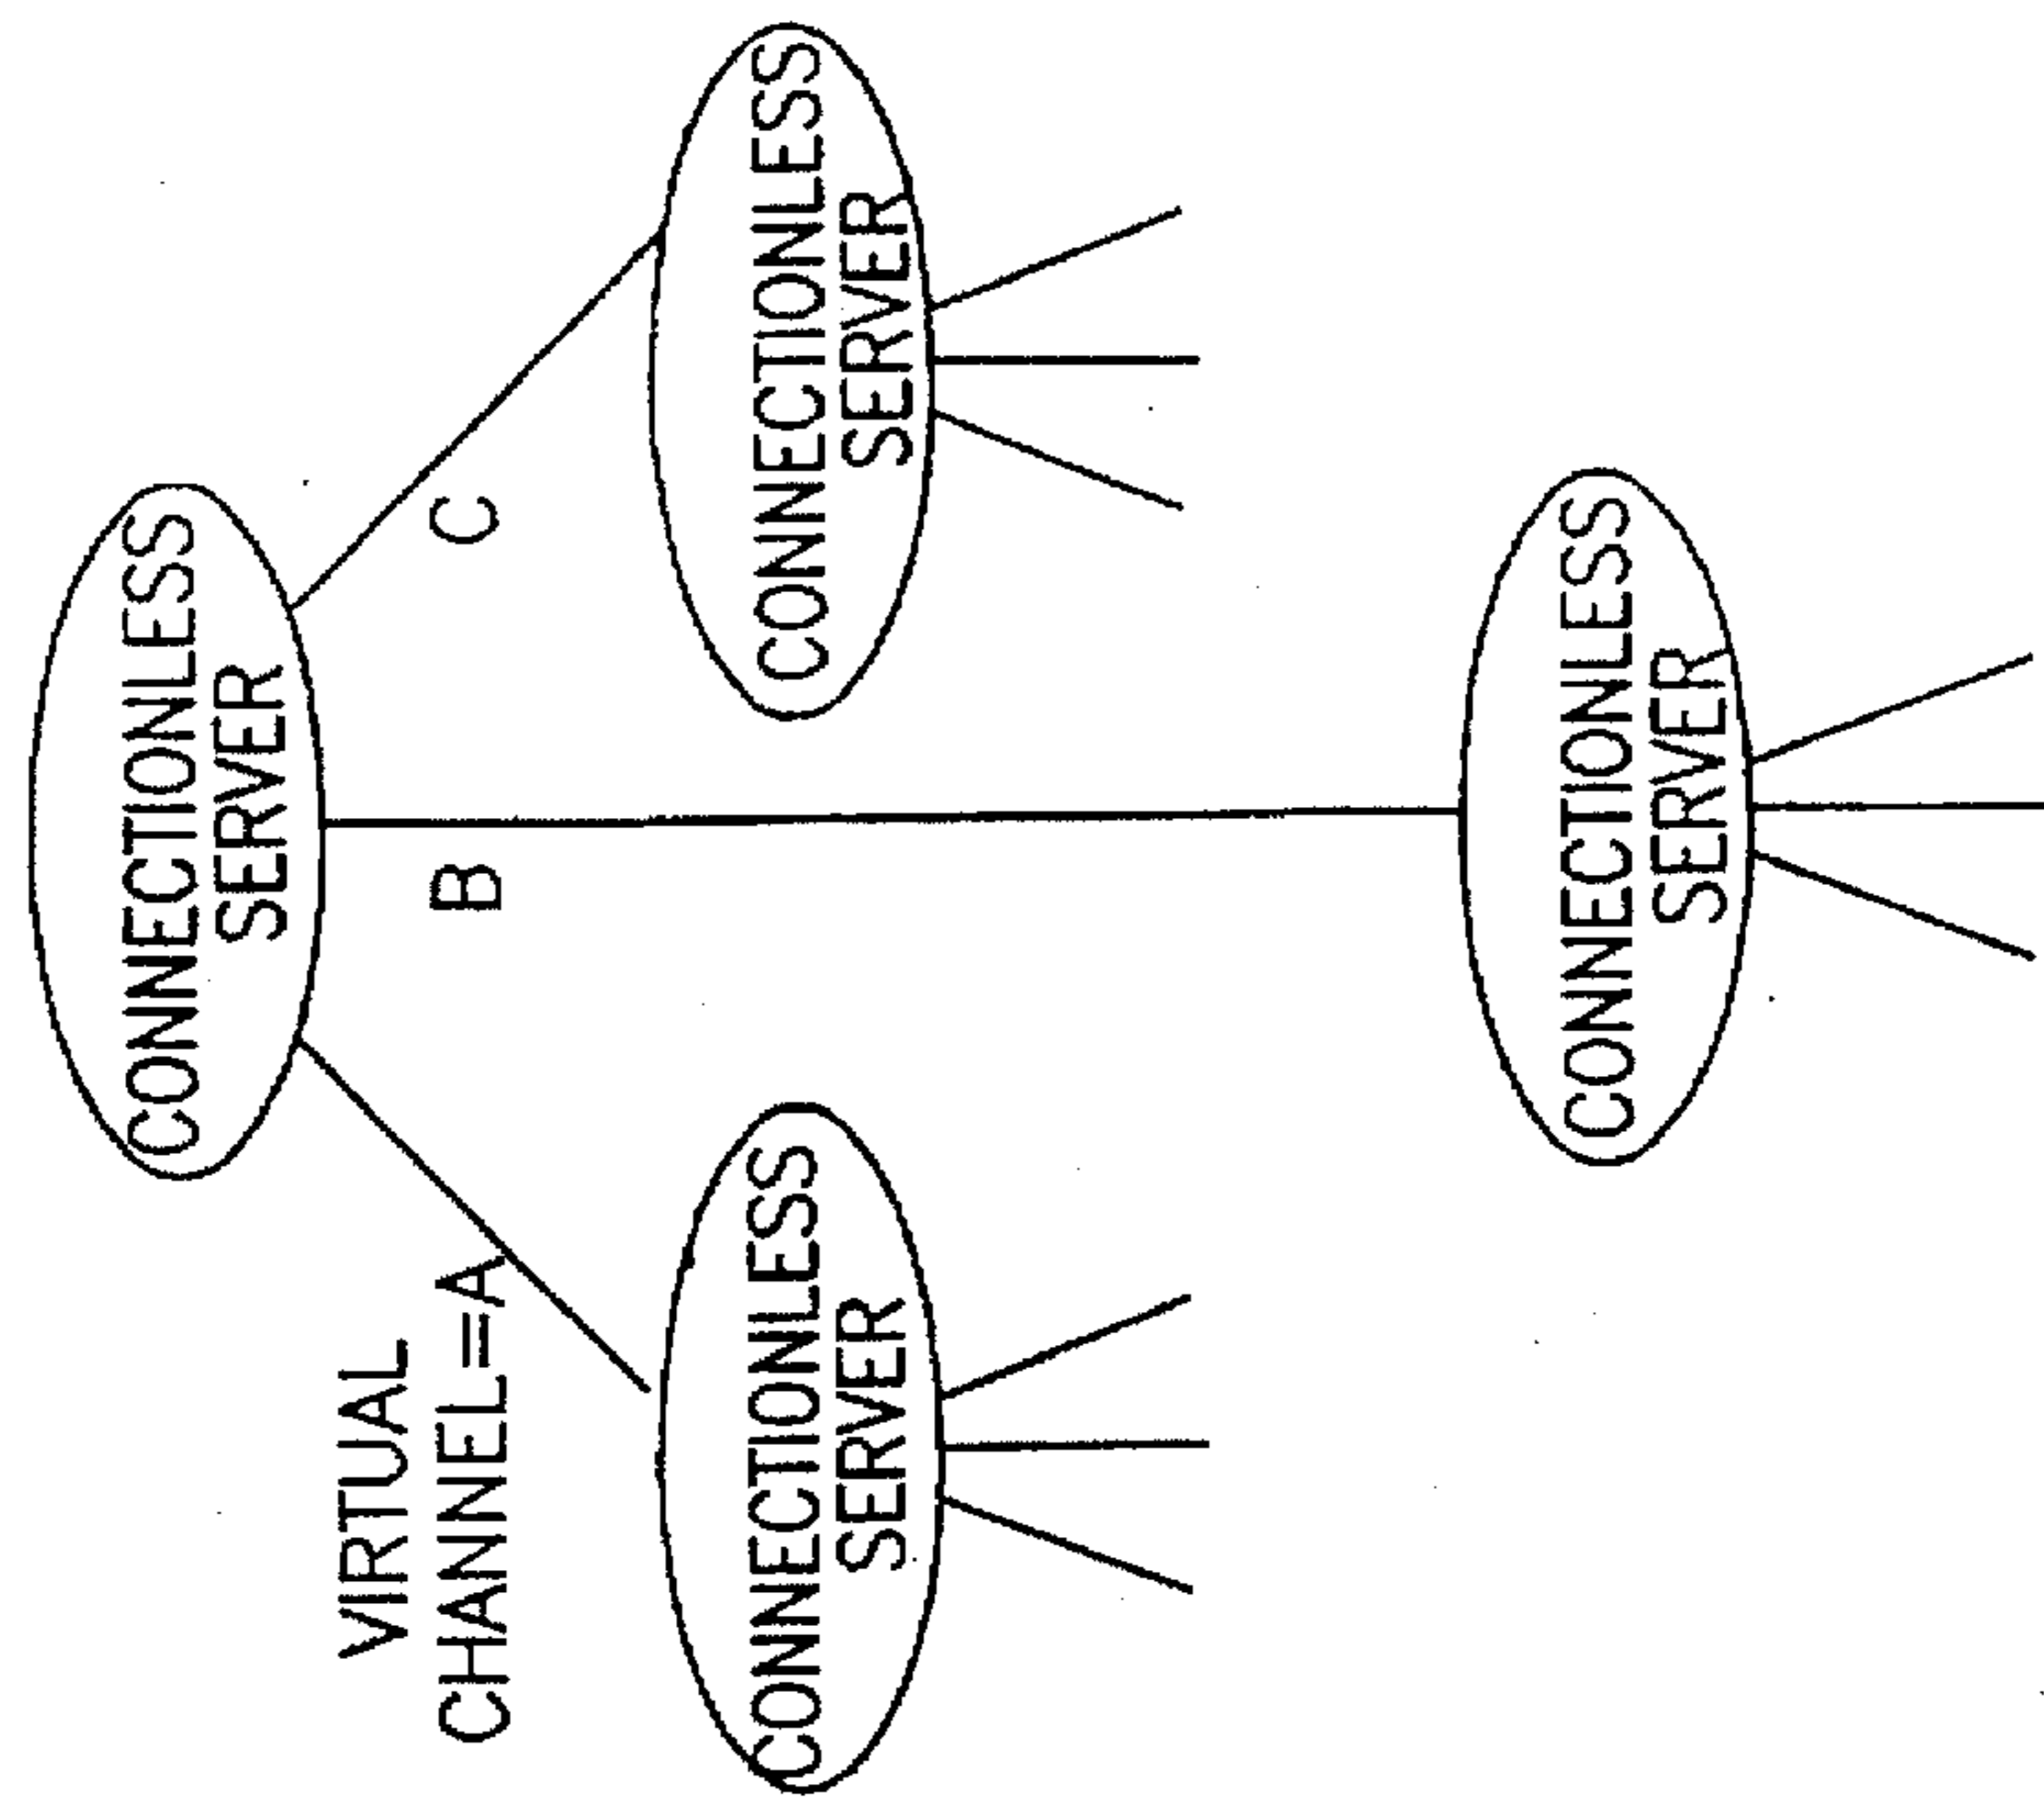 CONNECTIONLESS
SERVER
VIRTUAL
CHANNEL=A
B
C
CONNECTIONLESS
SERVER
CONNECTIONLESS
SERVER
CONNECTIONLESS
SERVER